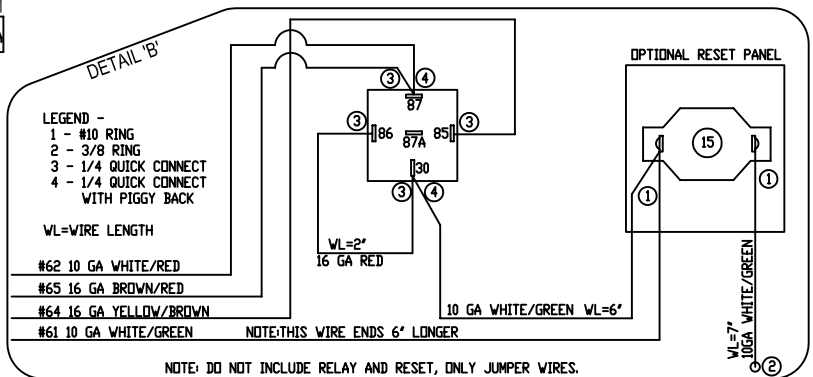 A
DETAIL 'B'
OPTIONAL RESET PANEL
3 4
87
LEGEND -
1 - #10 RING
2 - 3/8 RING
3 - 1/4 QUICK CONNECT
4 - 1/4 QUICK CONNECT
WITH PIGGY BACK
WL=WIRE LENGTH
3 86 87A 85 3
30
3 4
15
1 1
WL=2"
16 GA RED
#62 10 GA WHITE/RED
#65 16 GA BROWN/RED
#64 16 GA YELLOW/BROWN
#61 10 GA WHITE/GREEN
NOTE:THIS WIRE ENDS 6" LONGER
10 GA WHITE/GREEN WL=6"
WL=7"
10GA WHITE/GREEN
2
NOTE: DO NOT INCLUDE RELAY AND RESET, ONLY JUMPER WIRES.